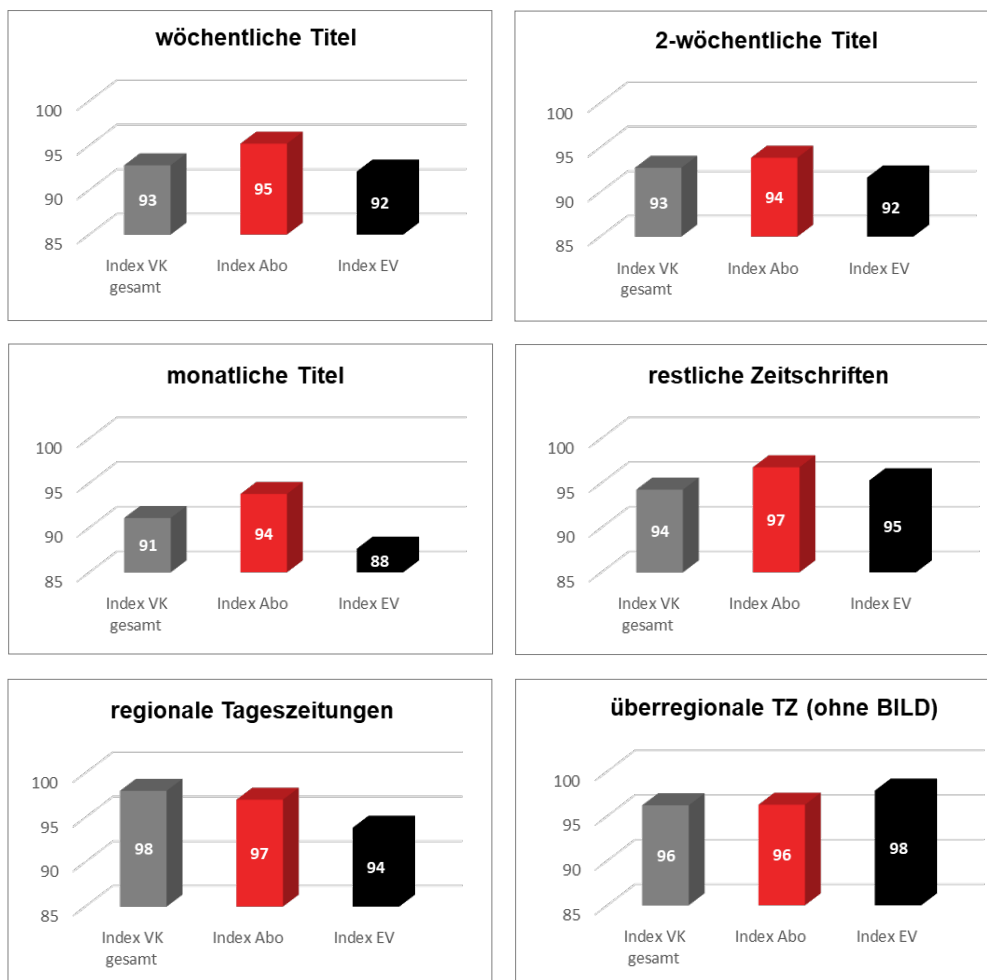 wöchentliche Titel
100
95
90
85
93
95
92
Index VK
gesamt
Index Abo
Index EV
2-wöchentliche Titel
100
95
90
85
93
94
92
Index VK
gesamt
Index Abo
Index EV
monatliche Titel
100
95
90
85
91
94
88
Index VK
gesamt
Index Abo
Index EV
restliche Zeitschriften
100
95
90
85
94
97
95
Index VK
gesamt
Index Abo
Index EV
regionale Tageszeitungen
100
95
90
85
98
97
94
Index VK
gesamt
Index Abo
Index EV
überregionale TZ (ohne BILD)
100
95
90
85
96
96
98
Index VK
gesamt
Index Abo
Index EV